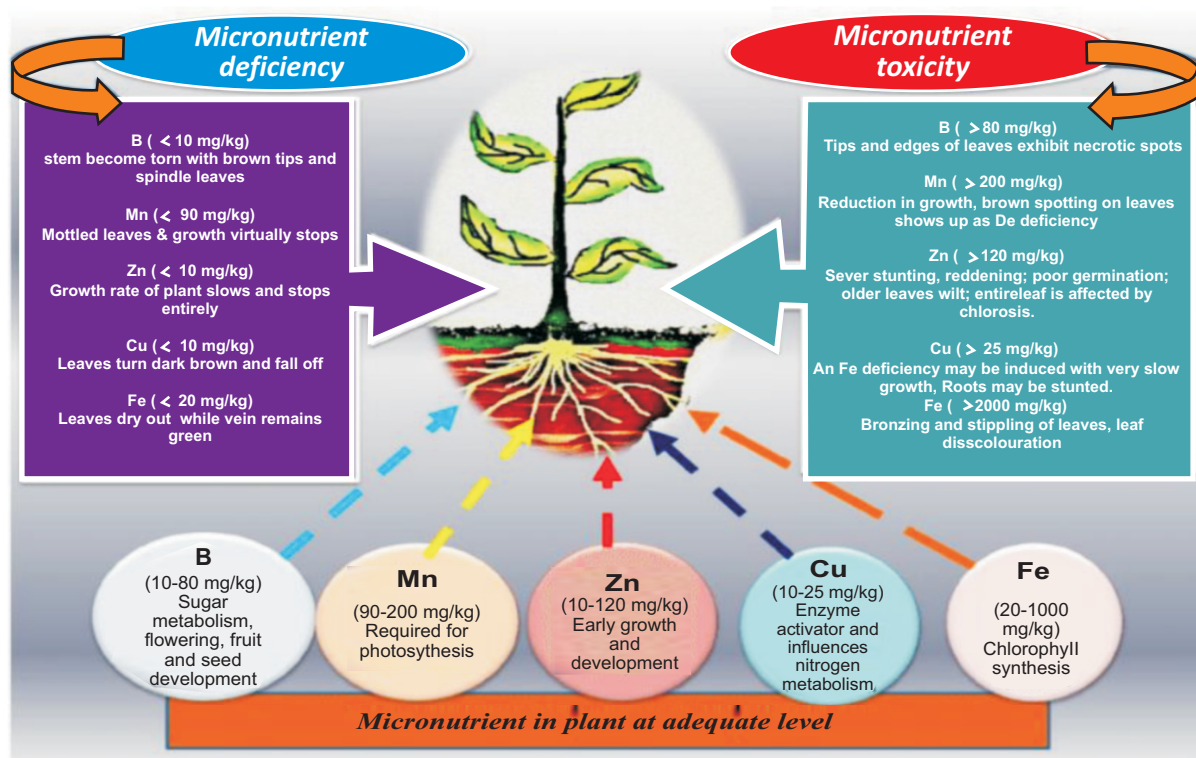 Micronutrient
deficiency
B ( < 10 mg/kg)
stem become torn with brown tips and
spindle leaves
Mn (< 90 mg/kg)
Mottled leaves & growth virtually stops
Zn ( < 10 mg/kg)
Growth rate of plant slows and stops
entirely
Cu (< 10 mg/kg)
Leaves turn dark brown and fall off
Fe (< 20 mg/kg)
Leaves dry out while vein remains
green
Micronutrient
toxicity
B ( > 80 mg/kg)
Tips and edges of leaves exhibit necrotic spots
Mn ( > 200 mg/kg)
Reduction in growth, brown spotting on leaves
shows up as De deficiency
Zn ( >120 mg/kg)
Sever stunting, reddening; poor germination;
older leaves wilt; entireleaf is affected by
chlorosis.
Cu ( > 25 mg/kg)
An Fe deficiency may be induced with very slow
growth, Roots may be stunted.
Fe ( >2000 mg/kg)
Bronzing and stippling of leaves, leaf
disscolouration
B
(10-80 mg/kg)
Sugar
metabolism,
flowering, fruit
and seed
development
Mn
(90-200 mg/kg)
Required for
photosythesis
Zn
(10-120 mg/kg)
Early growth
and
development
Cu
(10-25 mg/kg)
Enzyme
activator and
influences
nitrogen
metabolism,
Fe
(20-1000
mg/kg)
Chlorophyll
synthesis
Micronutrient in plant at adequate level